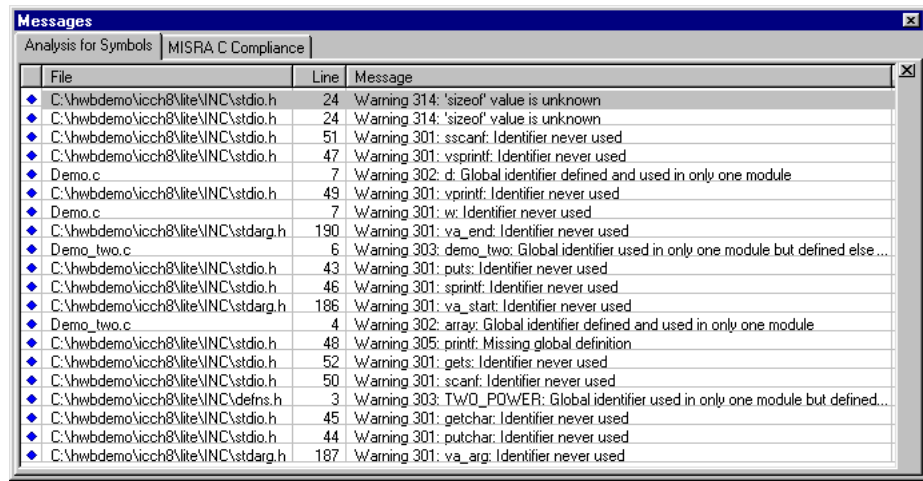 Messages
Analysis for Symbols MISRA C Compliance
File Line Message
C:\hwbdemo\icch8\lite\INC\stdio.h 24 Warning 314: 'sizeof' value is unknown
C:\hwbdemo\icch8\lite\INC\stdio.h 24 Warning 314: 'sizeof' value is unknown
C:\hwbdemo\icch8\lite\INC\stdio.h 51 Warning 301: sscanf: Identifier never used
C:\hwbdemo\icch8\lite\INC\stdio.h 47 Warning 301: vsprintf: Identifier never used
Demo.c 7 Warning 302: d: Global identifier defined and used in only one module
C:\hwbdemo\icch8\lite\INC\stdio.h 49 Warning 301: vprintf: Identifier never used
Demo.c 7 Warning 301: w: Identifier never used
C:\hwbdemo\icch8\lite\INC\stdarg.h 190 Warning 301: va_end: Identifier never used
Demo_two.c 6 Warning 303: demo_two: Global identifier used in only one module but defined else ...
C:\hwbdemo\icch8\lite\INC\stdio.h 43 Warning 301: puts: Identifier never used
C:\hwbdemo\icch8\lite\INC\stdio.h 46 Warning 301: sprintf: Identifier never used
C:\hwbdemo\icch8\lite\INC\stdarg.h 186 Warning 301: va_start: Identifier never used
Demo_two.c 4 Warning 302: array: Global identifier defined and used in only one module
C:\hwbdemo\icch8\lite\INC\stdio.h 48 Warning 305: printf: Missing global definition
C:\hwbdemo\icch8\lite\INC\stdio.h 52 Warning 301: gets: Identifier never used
C:\hwbdemo\icch8\lite\INC\stdio.h 50 Warning 301: scanf: Identifier never used
C:\hwbdemo\icch8\lite\INC\defns.h 3 Warning 303: TWO_POWER: Global identifier used in only one module but defined...
C:\hwbdemo\icch8\lite\INC\stdio.h 45 Warning 301: getchar: Identifier never used
C:\hwbdemo\icch8\lite\INC\stdio.h 44 Warning 301: putchar: Identifier never used
C:\hwbdemo\icch8\lite\INC\stdarg.h 187 Warning 301: va_arg: Identifier never used